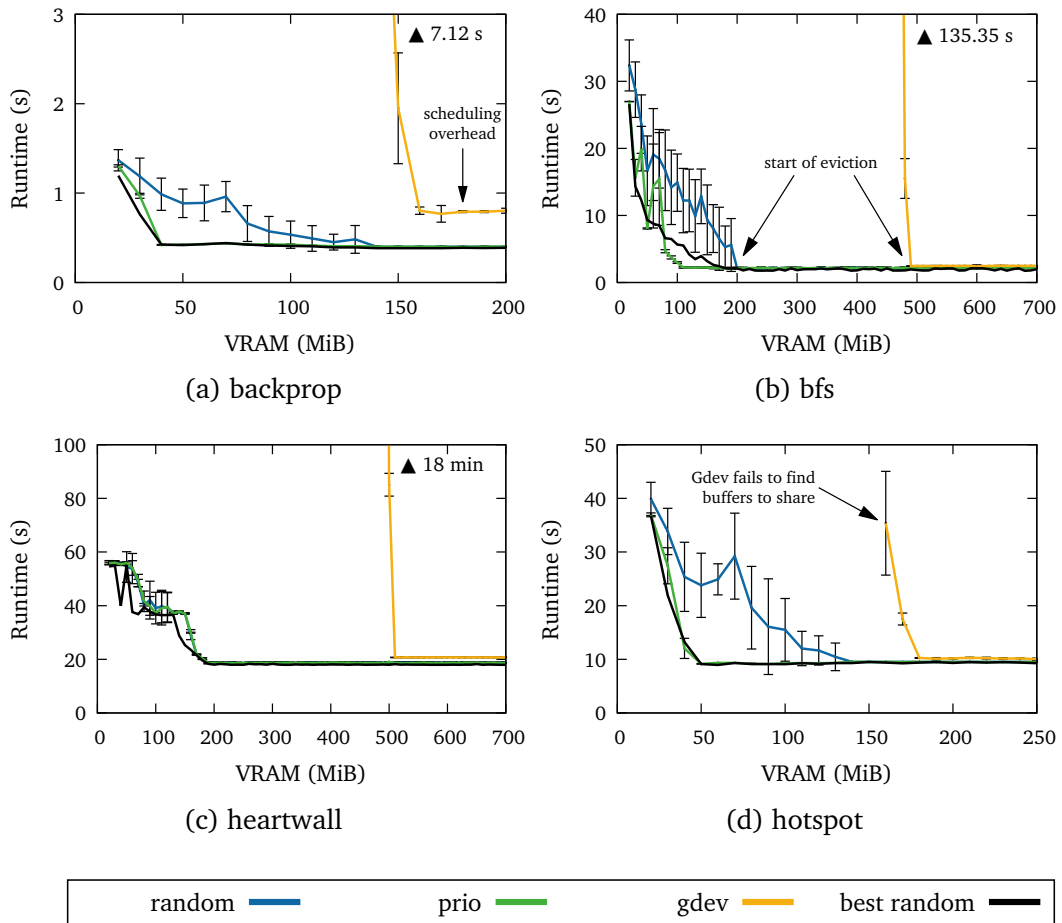 3
2
1
0
Runtime (s)
▲ 7.12 s
scheduling
overhead
0 50 100 150 200
VRAM (MiB)
(a) backprop
40
30
20
10
0
Runtime (s)
▲ 135.35 s
start of eviction
0 100 200 300 400 500 600 700
VRAM (MiB)
(b) bfs
100
80
60
40
20
0
Runtime (s)
▲ 18 min
0 100 200 300 400 500 600 700
VRAM (MiB)
(c) heartwall
50
40
30
20
10
0
Runtime (s)
Gdev fails to find
buffers to share
0 50 100 150 200 250
VRAM (MiB)
(d) hotspot
random prio gdev best random